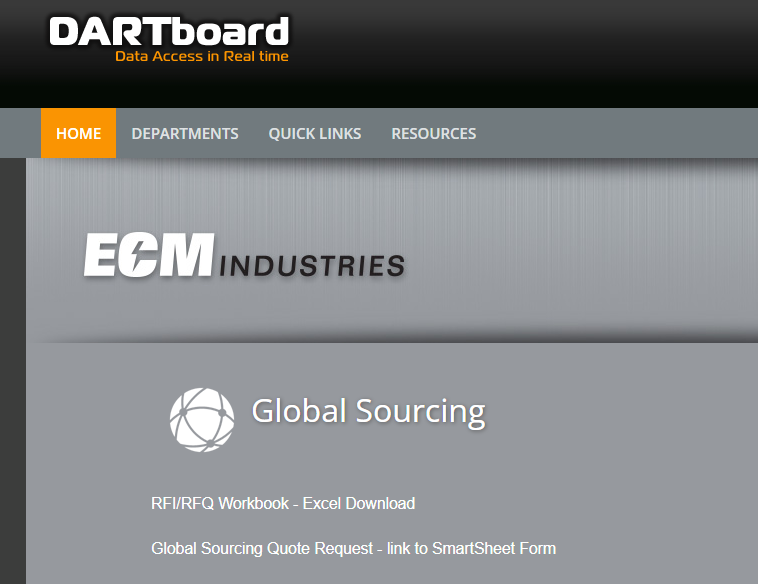 DARTboard
Data Access in Real time
HOME DEPARTMENTS QUICK LINKS RESOURCES
ECM INDUSTRIES
Global Sourcing
RFI/RFQ Workbook - Excel Download
Global Sourcing Quote Request - link to SmartSheet Form